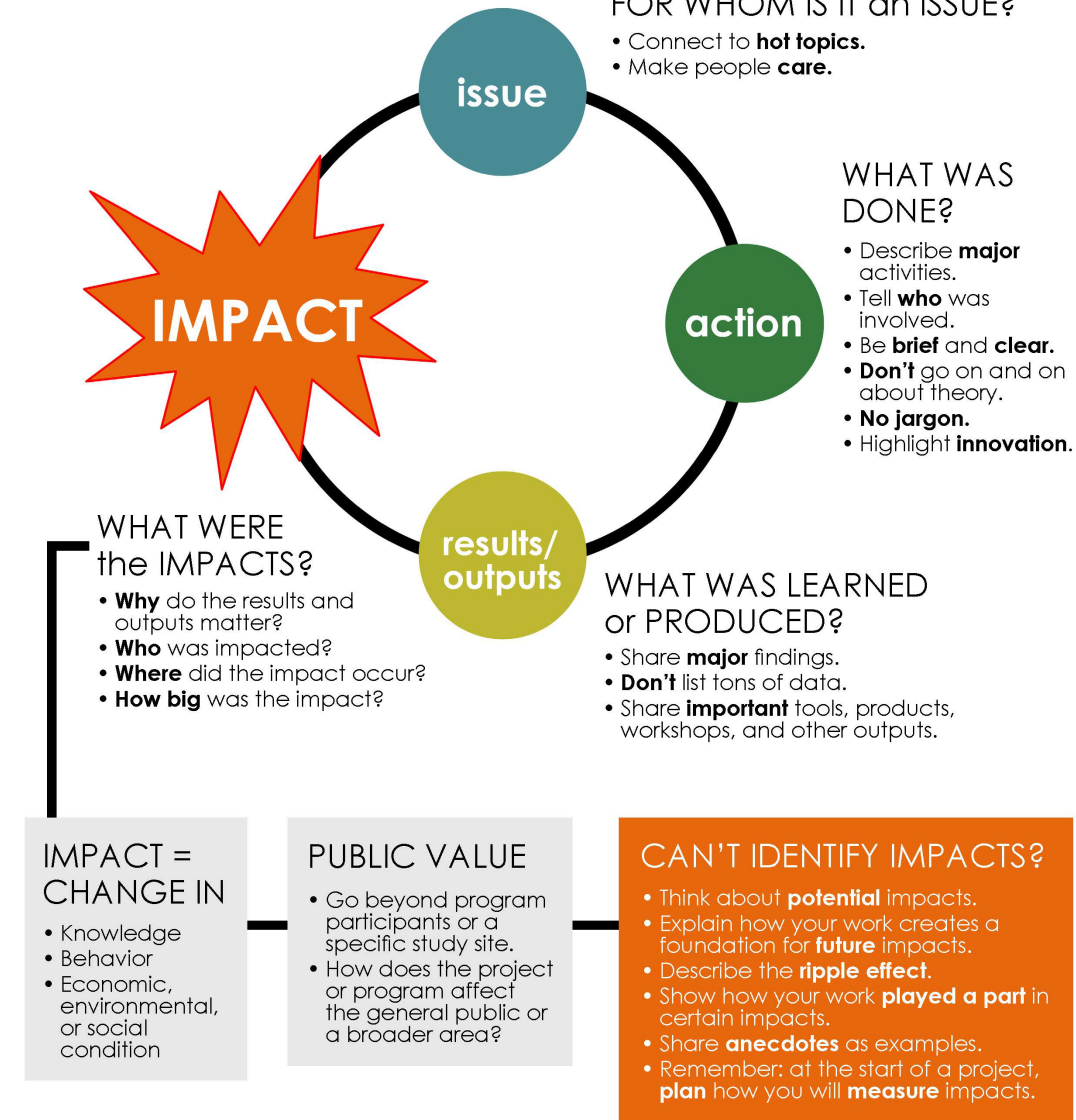 FOR WHOM IS IT an ISSUE?
• Connect to hot topics.
• Make people care.
issue
WHAT WAS
DONE?
• Describe major
activities.
• Tell who was
involved.
• Be brief and clear.
• Don't go on and on
about theory.
• No jargon.
• Highlight innovation.
action
IMPACT
results/
outputs
WHAT WAS LEARNED
or PRODUCED?
• Share major findings.
• Don't list tons of data.
• Share important tools, products,
workshops, and other outputs.
WHAT WERE
the IMPACTS?
• Why do the results and
outputs matter?
• Who was impacted?
• Where did the impact occur?
• How big was the impact?
IMPACT =
CHANGE IN
• Knowledge
• Behavior
• Economic,
environmental,
or social
condition
PUBLIC VALUE
• Go beyond program
participants or a
specific study site.
• How does the project
or program affect
the general public or
a broader area?
CAN'T IDENTIFY IMPACTS?
• Think about potential impacts.
• Explain how your work creates a
foundation for future impacts.
• Describe the ripple effect.
• Show how your work played a part in
certain impacts.
• Share anecdotes as examples.
• Remember: at the start of a project,
plan how you will measure impacts.